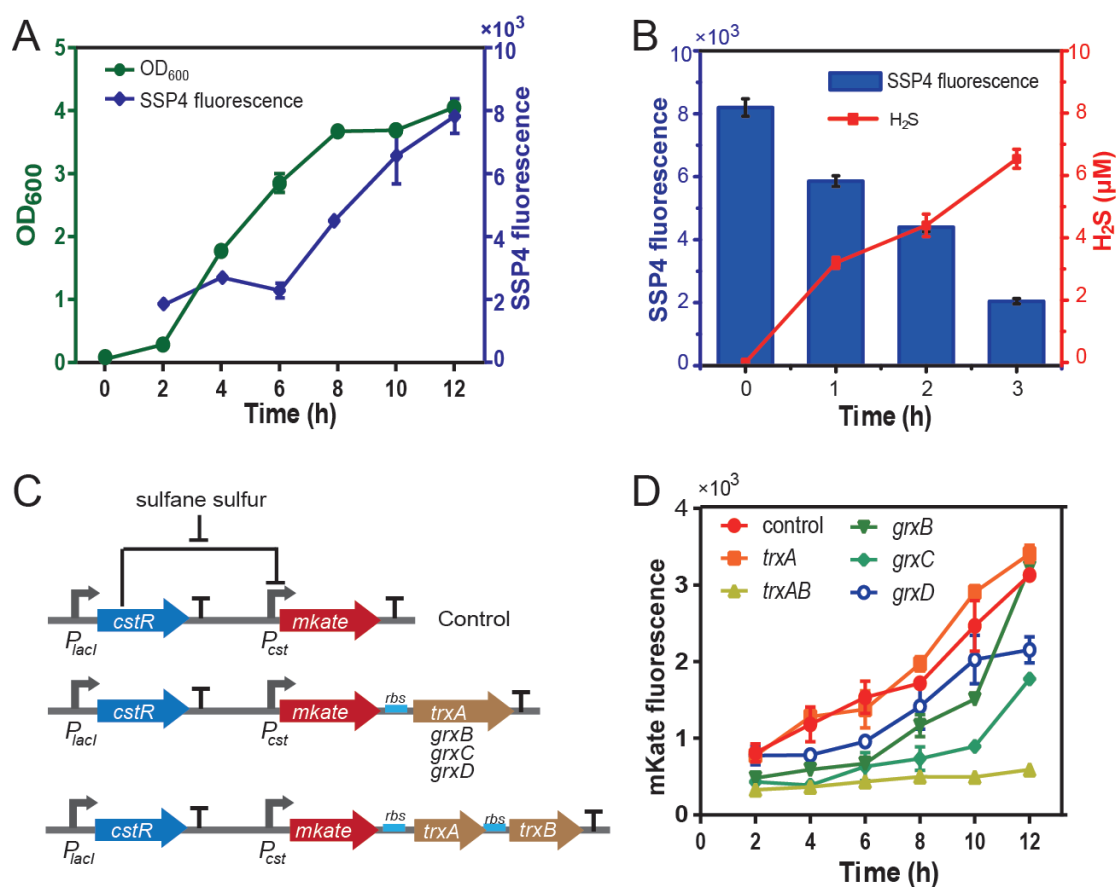 A
×10³
5
4
3
2
1
0
OD₆₀₀
OD₆₀₀
SSP4 fluorescence
10
8
6
4
2
0
SSP4 fluorescence
0 2 4 6 8 10 12
Time (h)
B
×10³
10
8
6
4
2
0
SSP4 fluorescence
SSP4 fluorescence
H₂S
10
8
6
4
2
0
H₂S (μM)
0 1 2 3
Time (h)
C
sulfane sulfur
cstR mkate Control
PlacI Pcst
rbs
cstR mkate trxA
PlacI Pcst grxB
grxC
grxD
rbs rbs
cstR mkate trxA trxB
PlacI Pcst
D
×10³
4
3
2
1
0
mKate fluorescence
control grxB
trxA grxC
trxAB grxD
0 2 4 6 8 10 12
Time (h)